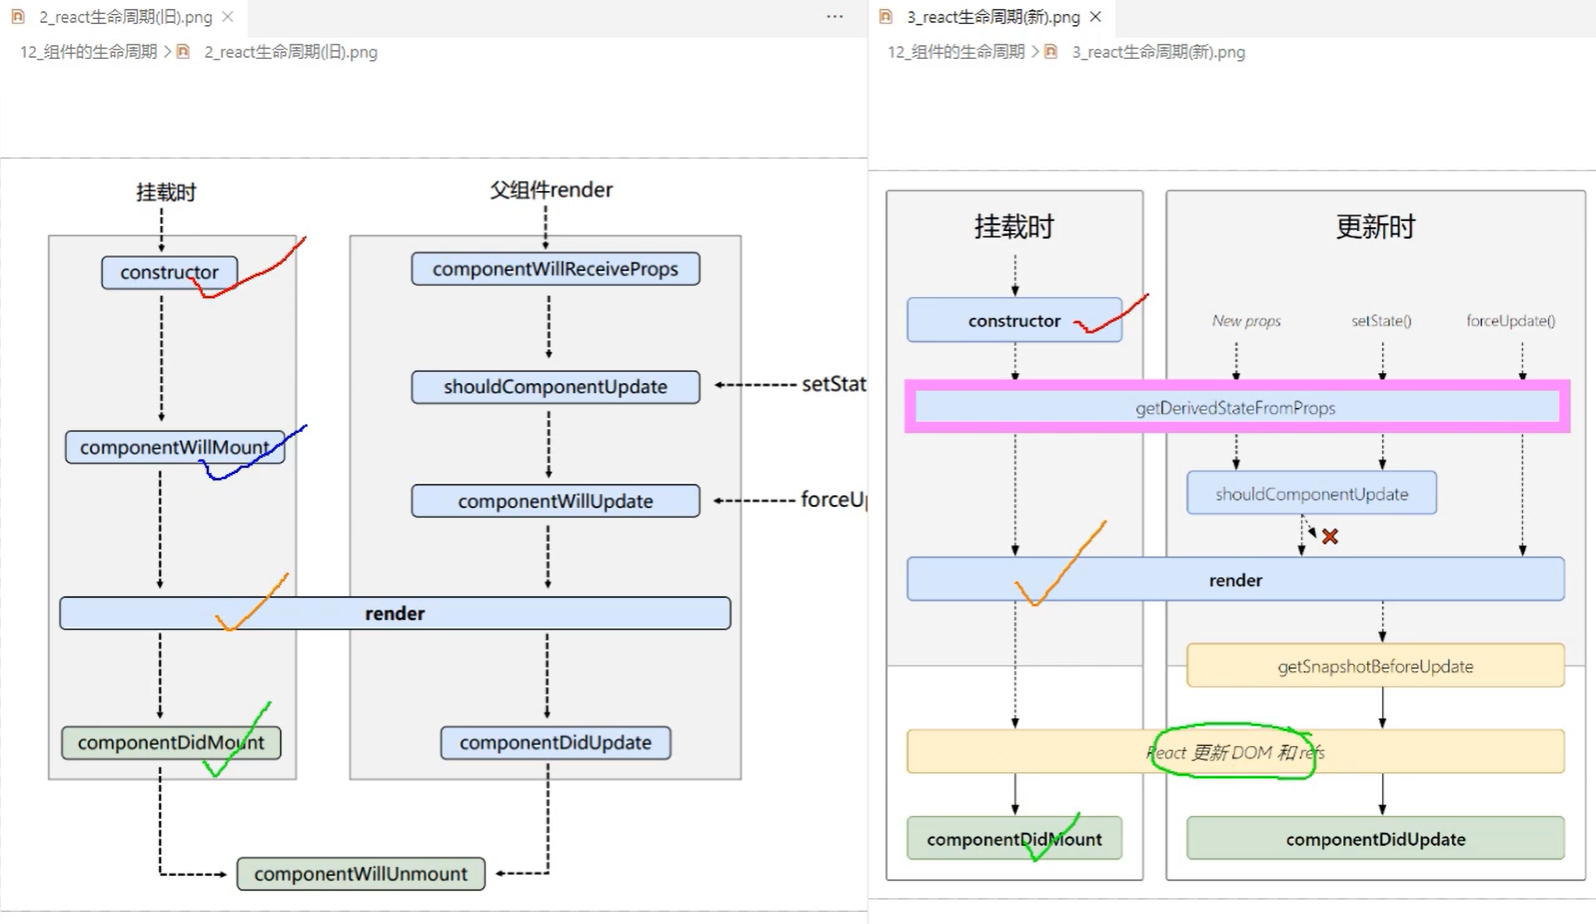 2_react生命周期(旧).png
12_组件的生命周期 > 2_react生命周期(旧).png
挂载时
父组件render
constructor
componentWillReceiveProps
shouldComponentUpdate
setStat
componentWillMount
componentWillUpdate
forceUp
render
componentDidMount
componentDidUpdate
componentWillUnmount
3_react生命周期(新).png
12_组件的生命周期 > 3_react生命周期(新).png
挂载时
更新时
constructor
New props
setState()
forceUpdate()
getDerivedStateFromProps
shouldComponentUpdate
render
getSnapshotBeforeUpdate
React 更新 DOM 和 refs
componentDidMount
componentDidUpdate